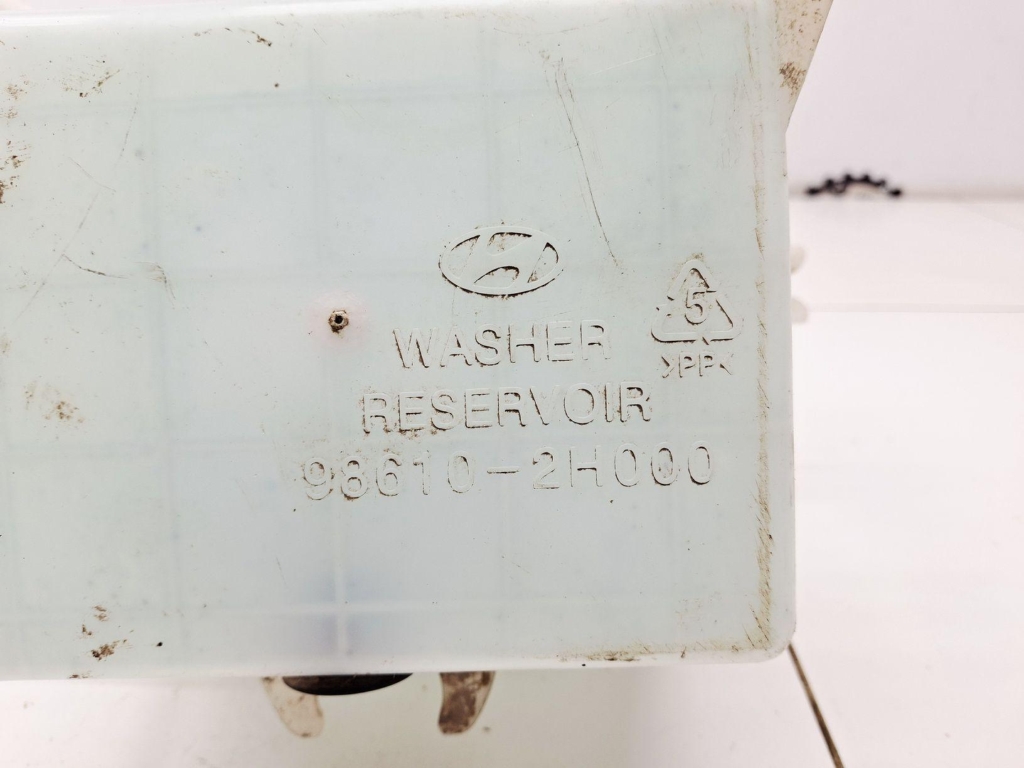 WASHER
RESERVOIR
98610-2H000
5
>PP<